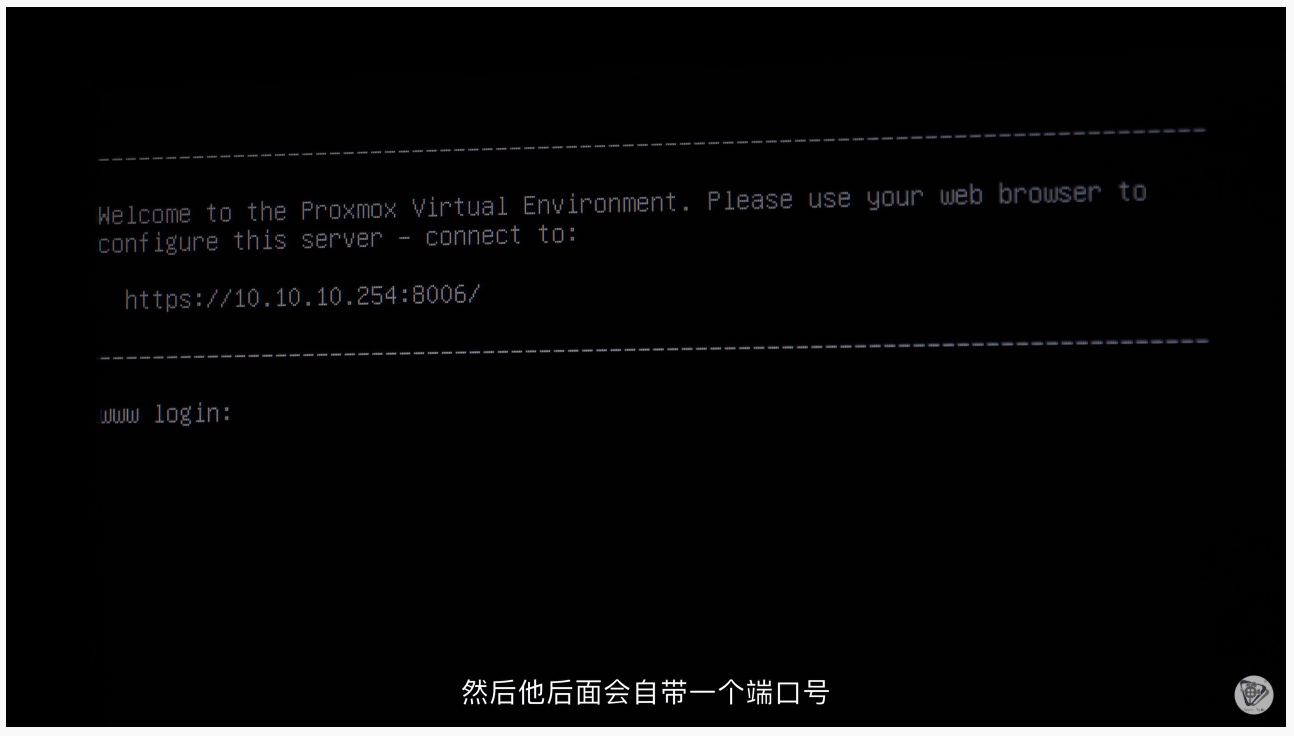 Welcome to the Proxmox Virtual Environment. Please use your web browser to
configure this server - connect to:
https://10.10.10.254:8006/
www login:
然后他后面会自带一个端口号